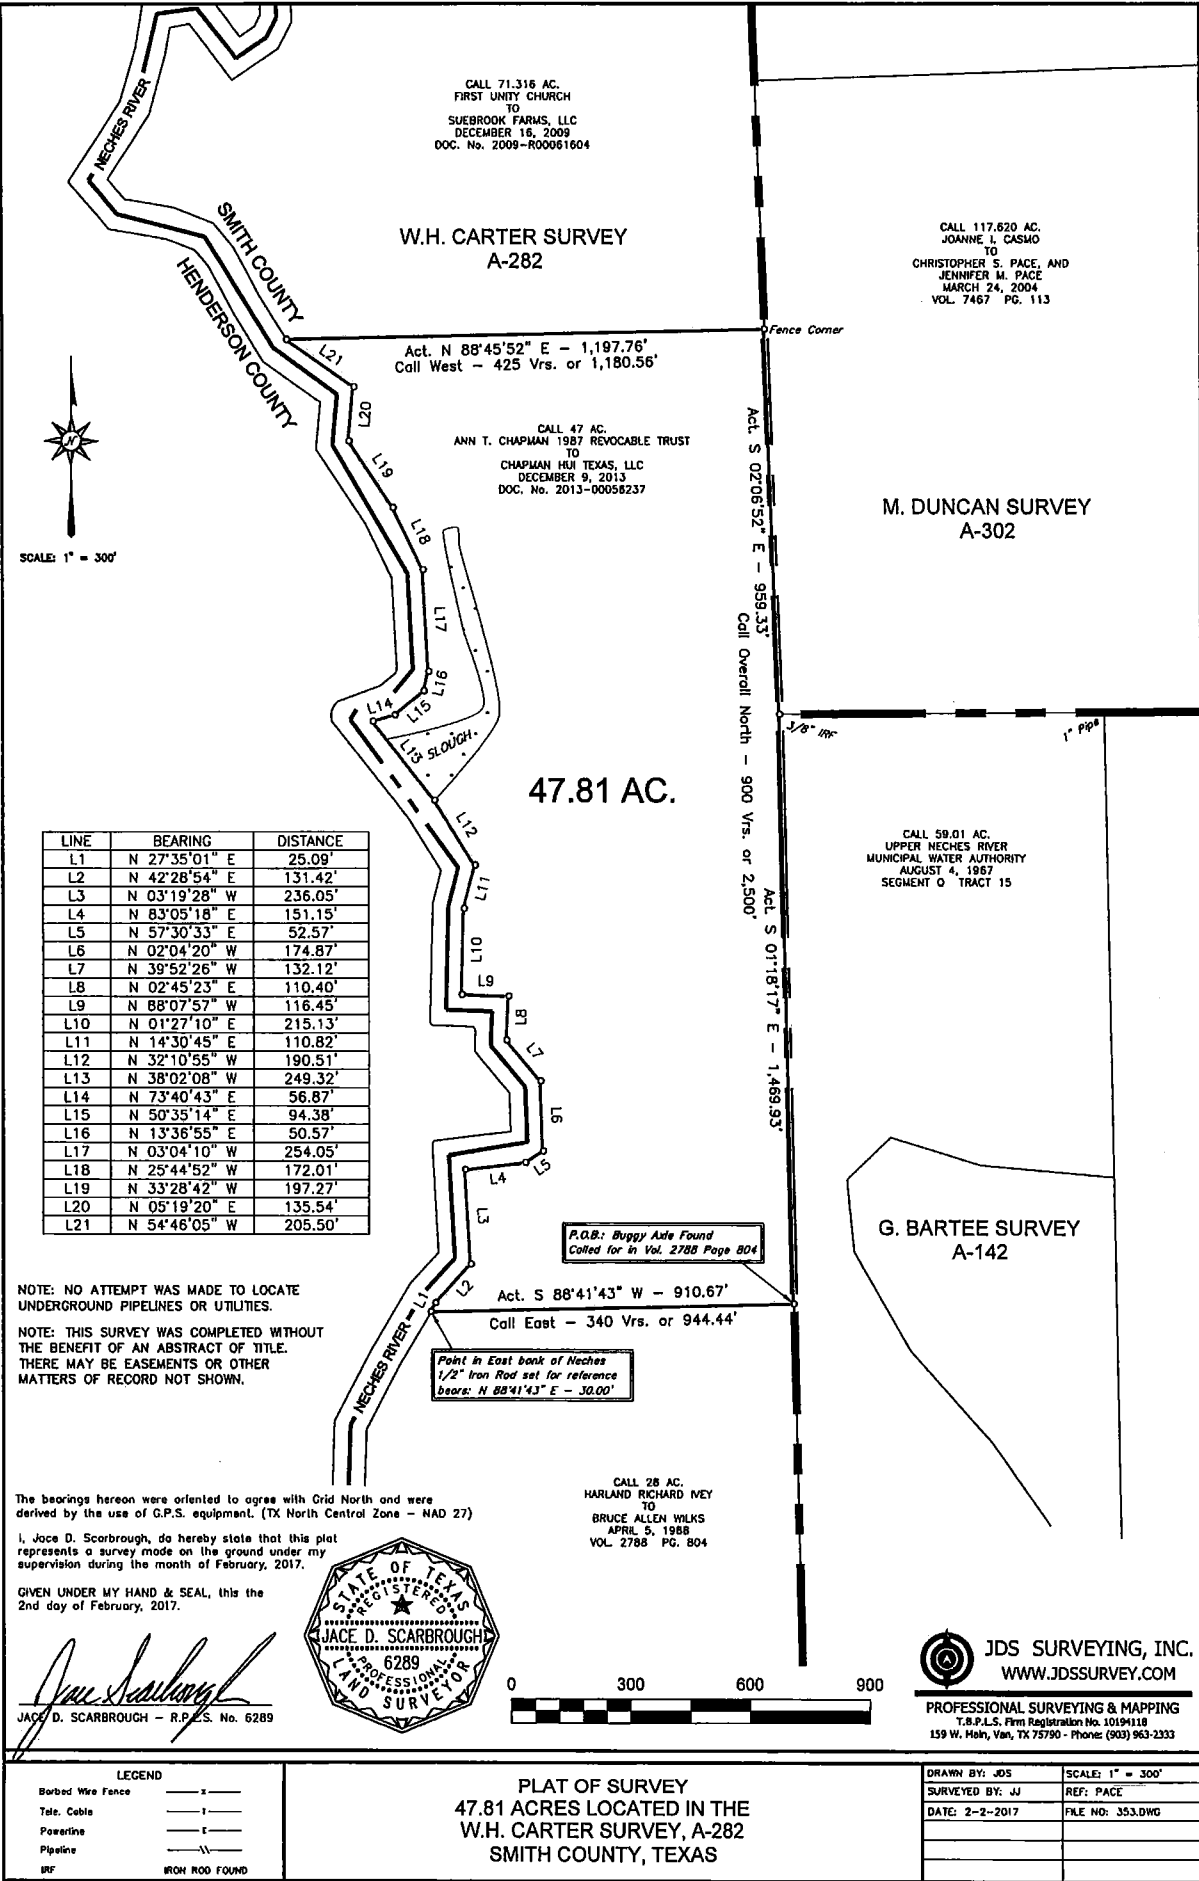 NECHES RIVER
CALL 71.316 AC.
FIRST UNITY CHURCH
TO
SUEBROOK FARMS, LLC
DECEMBER 16, 2009
DOC. No. 2009-R00061604
SMITH COUNTY
HENDERSON COUNTY
W.H. CARTER SURVEY
A-282
CALL 117.620 AC.
JOANNE I. CASMO
TO
CHRISTOPHER S. PACE, AND
JENNIFER M. PACE
MARCH 24, 2004
VOL. 7467 PG. 113
Fence Corner
Act. N 88°45'52" E - 1,197.76'
Call West - 425 Vrs. or 1,180.56'
L21
L20
L19
L18
L17
L16
L15
L14
L13
SLOUGH
N
SCALE: 1" = 300'
CALL 47 AC.
ANN T. CHAPMAN 1987 REVOCABLE TRUST
TO
CHAPMAN HUI TEXAS, LLC
DECEMBER 9, 2013
DOC. No. 2013-00056237
Act. S 02°06'52" E - 959.33'
Call Overall North - 900 Vrs. or 2,500'
Act. S 01°18'17" E - 1,469.93'
M. DUNCAN SURVEY
A-302
3/8" IRF
1" Pipe
47.81 AC.
CALL 59.01 AC.
UPPER NECHES RIVER
MUNICIPAL WATER AUTHORITY
AUGUST 4, 1967
SEGMENT O TRACT 15
L12
L11
L10
L9
L8
L7
L6
L5
L4
L3
L2
L1
LINE BEARING DISTANCE
L1 N 27°35'01" E 25.09'
L2 N 42°28'54" E 131.42'
L3 N 03°19'28" W 236.05'
L4 N 83°05'18" E 151.15'
L5 N 57°30'33" E 52.57'
L6 N 02°04'20" W 174.87'
L7 N 39°52'26" W 132.12'
L8 N 02°45'23" E 110.40'
L9 N 88°07'57" W 116.45'
L10 N 01°27'10" E 215.13'
L11 N 14°30'45" E 110.82'
L12 N 32°10'55" W 190.51'
L13 N 38°02'08" W 249.32'
L14 N 73°40'43" E 56.87'
L15 N 50°35'14" E 94.38'
L16 N 13°36'55" E 50.57'
L17 N 03°04'10" W 254.05'
L18 N 25°44'52" W 172.01'
L19 N 33°28'42" W 197.27'
L20 N 05°19'20" E 135.54'
L21 N 54°46'05" W 205.50'
G. BARTEE SURVEY
A-142
P.O.B.: Buggy Axle Found
Called for in Vol. 2788 Page 804
Act. S 88°41'43" W - 910.67'
Call East - 340 Vrs. or 944.44'
Point in East bank of Neches
1/2" Iron Rod set for reference
bears: N 88°41'43" E - 30.00'
NECHES RIVER
NOTE: NO ATTEMPT WAS MADE TO LOCATE
UNDERGROUND PIPELINES OR UTILITIES.
NOTE: THIS SURVEY WAS COMPLETED WITHOUT
THE BENEFIT OF AN ABSTRACT OF TITLE.
THERE MAY BE EASEMENTS OR OTHER
MATTERS OF RECORD NOT SHOWN.
CALL 28 AC.
HARLAND RICHARD IVEY
TO
BRUCE ALLEN WILKS
APRIL 5, 1988
VOL. 2788 PG. 804
The bearings hereon were oriented to agree with Grid North and were
derived by the use of G.P.S. equipment. (TX North Central Zone - NAD 27)
I, Jace D. Scarbrough, do hereby state that this plat
represents a survey made on the ground under my
supervision during the month of February, 2017.
GIVEN UNDER MY HAND & SEAL, this the
2nd day of February, 2017.
Jace Scarbrough
JACE D. SCARBROUGH - R.P.L.S. No. 6289
STATE OF TEXAS
REGISTERED
JACE D. SCARBROUGH
6289
PROFESSIONAL
LAND SURVEYOR
0 300 600 900
JDS SURVEYING, INC.
WWW.JDSSURVEY.COM
PROFESSIONAL SURVEYING & MAPPING
T.B.P.L.S. Firm Registration No. 10194118
159 W. Main, Van, TX 75790 - Phone: (903) 963-2333
LEGEND
Barbed Wire Fence x
Tele. Cable T
Powerline E
Pipeline \\
IRF IRON ROD FOUND
PLAT OF SURVEY
47.81 ACRES LOCATED IN THE
W.H. CARTER SURVEY, A-282
SMITH COUNTY, TEXAS
DRAWN BY: JDS SCALE: 1" = 300'
SURVEYED BY: JJ REF: PACE
DATE: 2-2-2017 FILE NO: 353.DWG